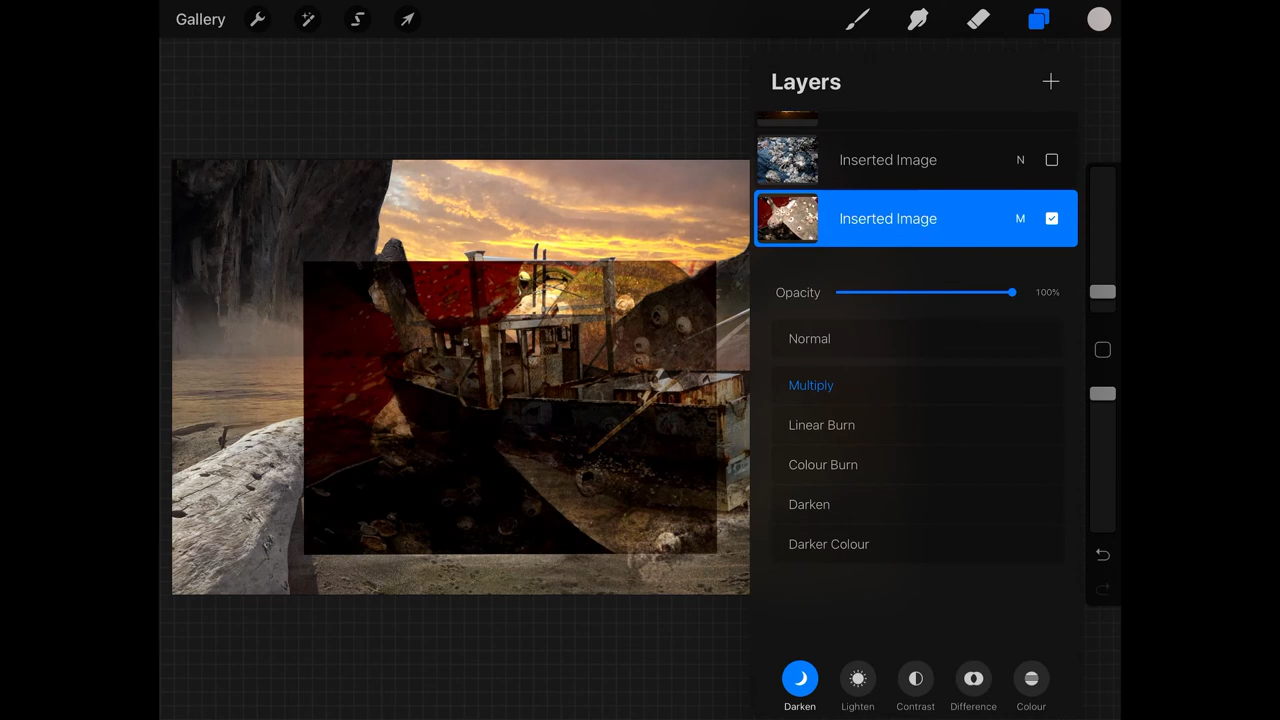 Gallery
Layers
Inserted Image N
Inserted Image M
Opacity 100%
Normal
Multiply
Linear Burn
Colour Burn
Darken
Darker Colour
Darken Lighten Contrast Difference Colour